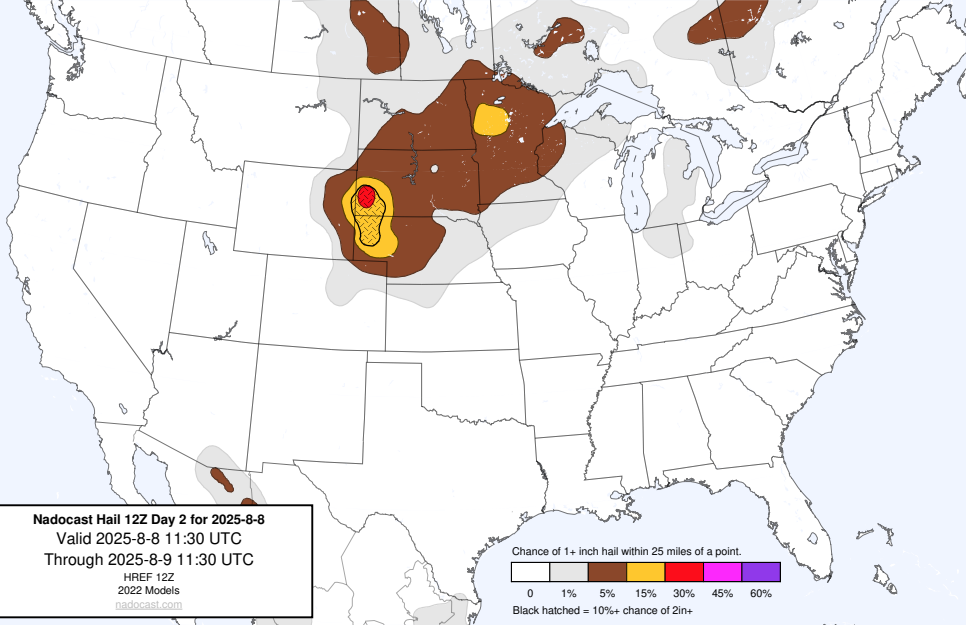 Nadocast Hail 12Z Day 2 for 2025-8-8
Valid 2025-8-8 11:30 UTC
Through 2025-8-9 11:30 UTC
HREF 12Z
2022 Models
nadocast.com
Chance of 1+ inch hail within 25 miles of a point.
0 1% 5% 15% 30% 45% 60%
Black hatched = 10%+ chance of 2in+